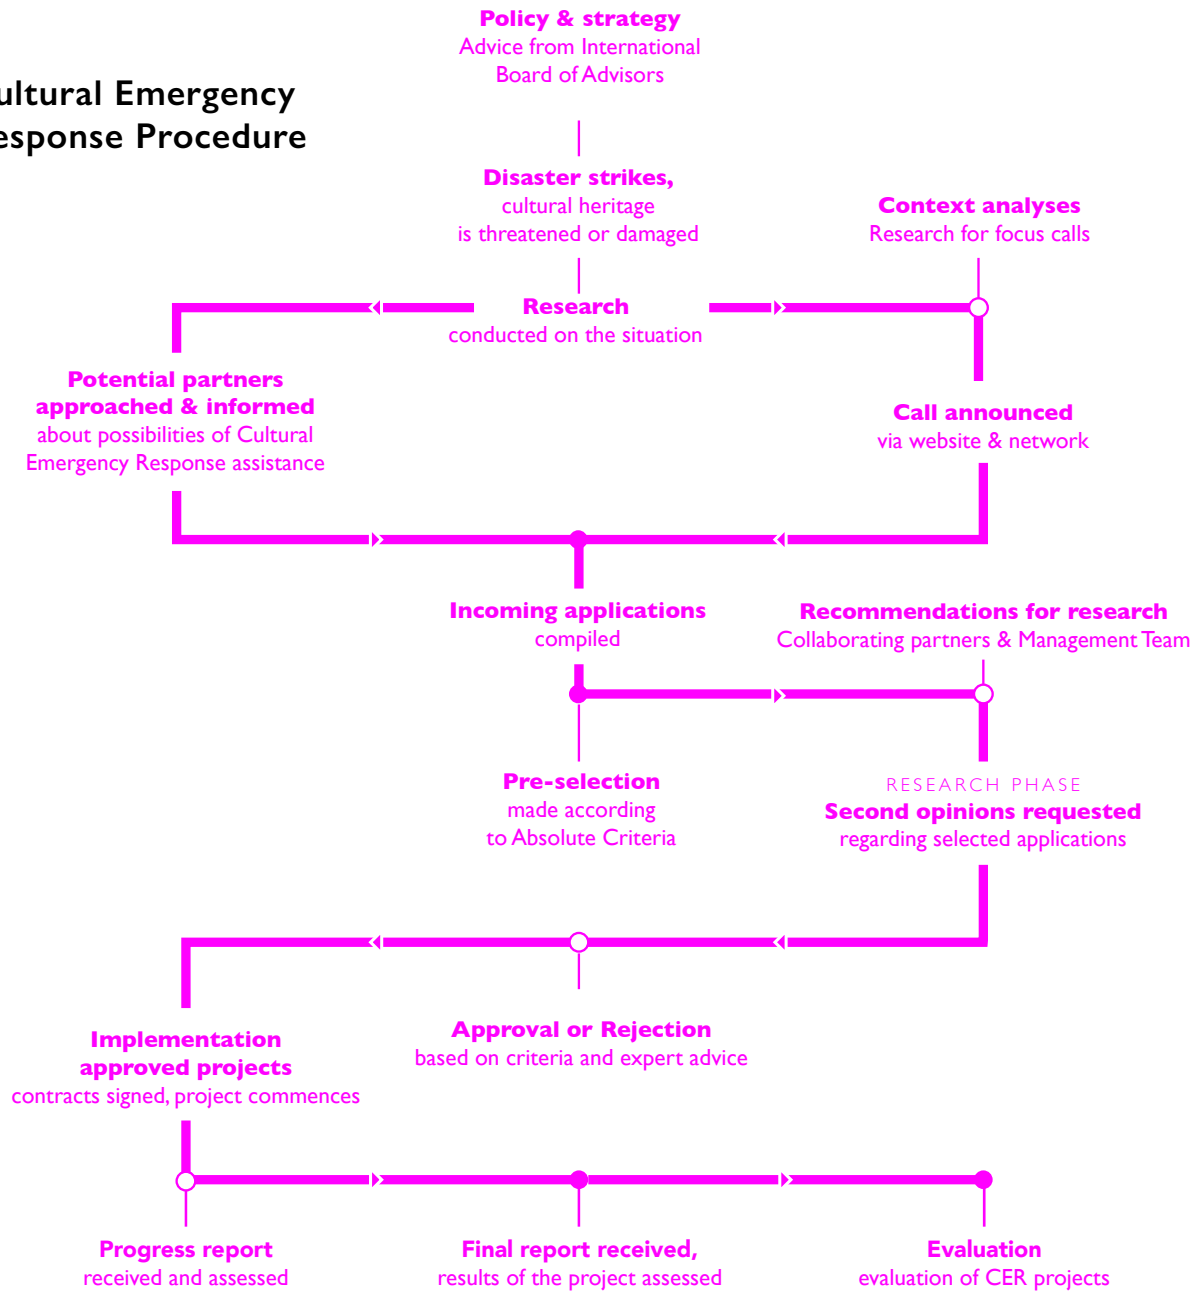 Policy & strategy
Advice from International
Board of Advisors
ultural Emergency
esponse Procedure
Disaster strikes,
cultural heritage
is threatened or damaged
Context analyses
Research for focus calls
Research
conducted on the situation
Potential partners
approached & informed
about possibilities of Cultural
Emergency Response assistance
Call announced
via website & network
Incoming applications
compiled
Recommendations for research
Collaborating partners & Management Team
Pre-selection
made according
to Absolute Criteria
RESEARCH PHASE
Second opinions requested
regarding selected applications
Implementation
approved projects
contracts signed, project commences
Approval or Rejection
based on criteria and expert advice
Progress report
received and assessed
Final report received,
results of the project assessed
Evaluation
evaluation of CER projects